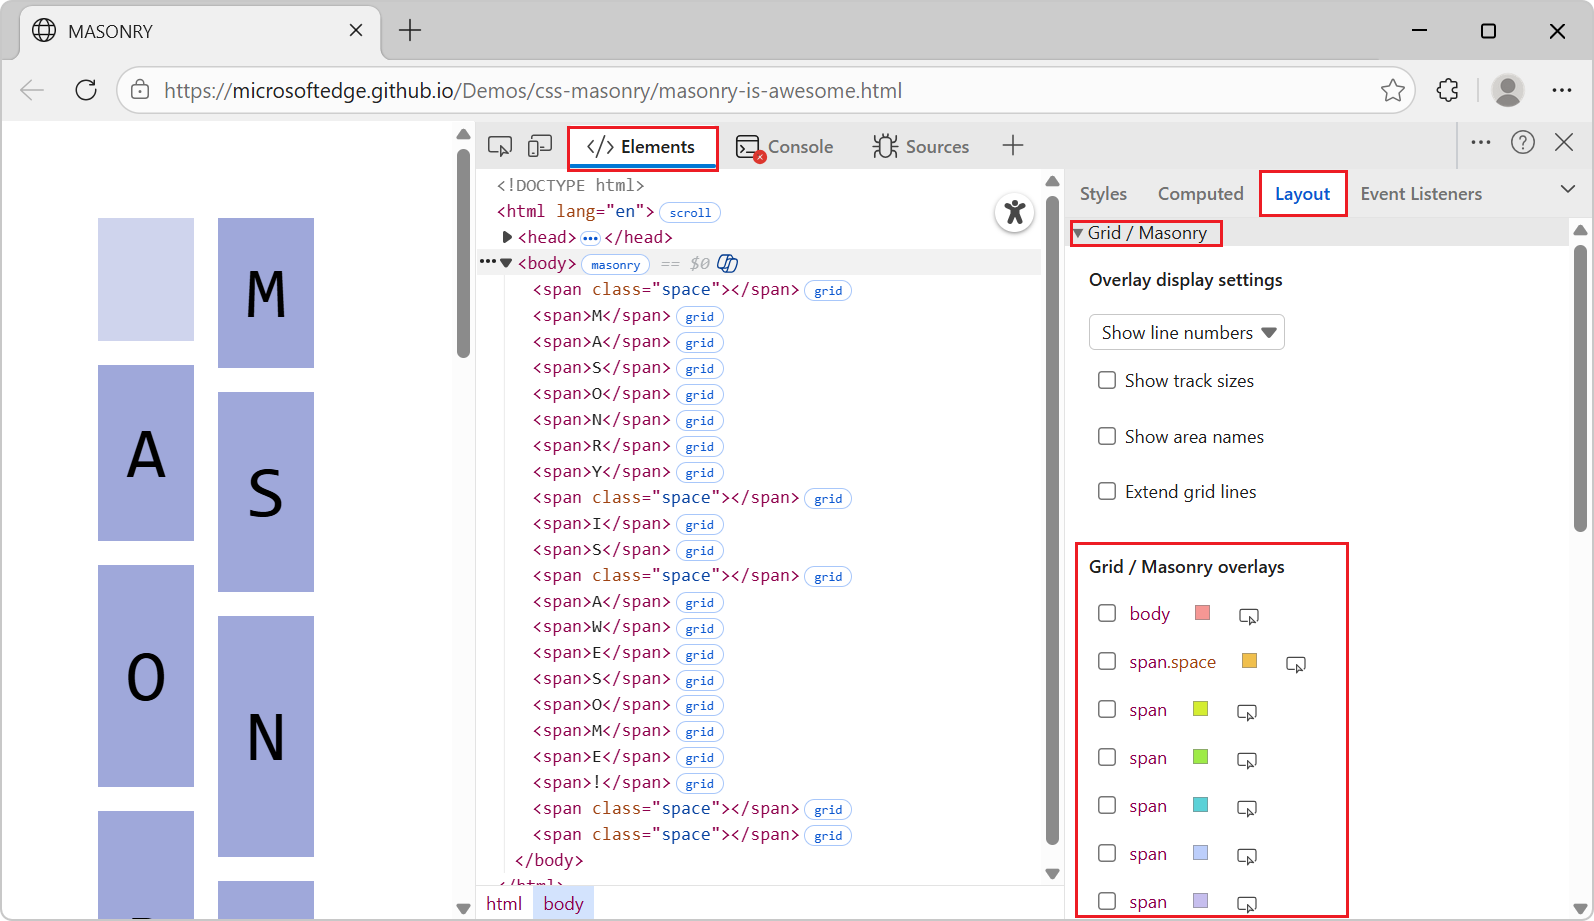 MASONRY
https://microsoftedge.github.io/Demos/css-masonry/masonry-is-awesome.html
M
A
S
O
N
</> Elements
Console
Sources
<!DOCTYPE html>
<html lang="en"> scroll
<head> ••• </head>
••• <body> masonry == $0
<span class="space"></span> grid
<span>M</span> grid
<span>A</span> grid
<span>S</span> grid
<span>O</span> grid
<span>N</span> grid
<span>R</span> grid
<span>Y</span> grid
<span class="space"></span> grid
<span>I</span> grid
<span>S</span> grid
<span class="space"></span> grid
<span>A</span> grid
<span>W</span> grid
<span>E</span> grid
<span>S</span> grid
<span>O</span> grid
<span>M</span> grid
<span>E</span> grid
<span>!</span> grid
<span class="space"></span> grid
<span class="space"></span> grid
</body>
</html>
html body
Styles Computed Layout Event Listeners
Grid / Masonry
Overlay display settings
Show line numbers
Show track sizes
Show area names
Extend grid lines
Grid / Masonry overlays
body
span.space
span
span
span
span
span